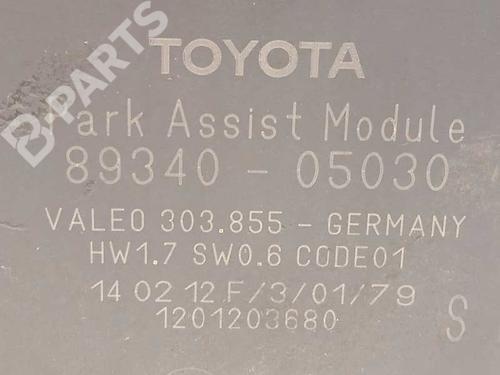 B-PARTS
TOYOTA
Park Assist Module
89340 - 05030
VALEO 303.855 - GERMANY
HW1.7 SW0.6 CODE01
14 02 12 F/3/01/79
1201203680
S